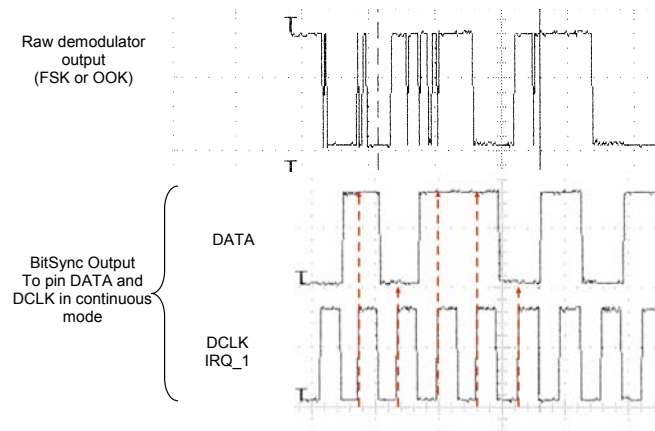 Raw demodulator
output
(FSK or OOK)
BitSync Output
To pin DATA and
DCLK in continuous
mode
DATA
DCLK
IRQ_1